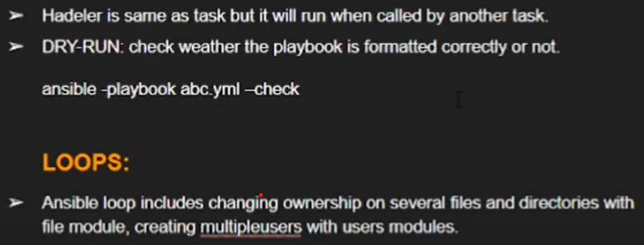 ➢ Hadeler is same as task but it will run when called by another task.
➢ DRY-RUN: check weather the playbook is formatted correctly or not.
ansible -playbook abc.yml –check
LOOPS:
➢ Ansible loop includes changing ownership on several files and directories with
file module, creating multipleusers with users modules.